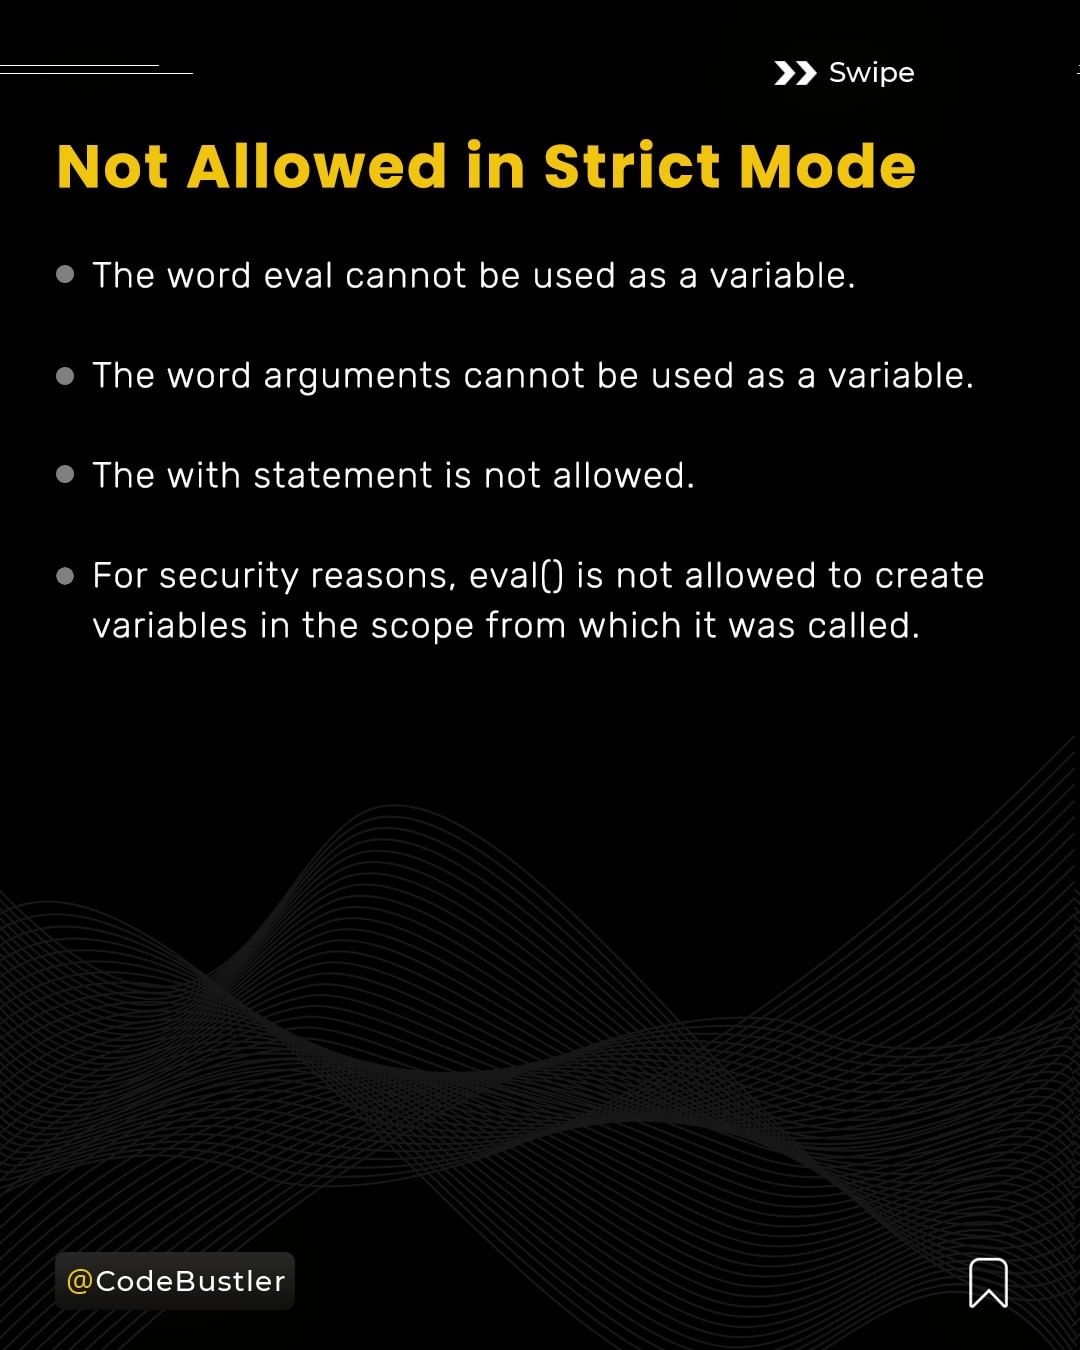 Swipe
Not Allowed in Strict Mode
The word eval cannot be used as a variable.
The word arguments cannot be used as a variable.
The with statement is not allowed.
For security reasons, eval() is not allowed to create
variables in the scope from which it was called.
@CodeBustler